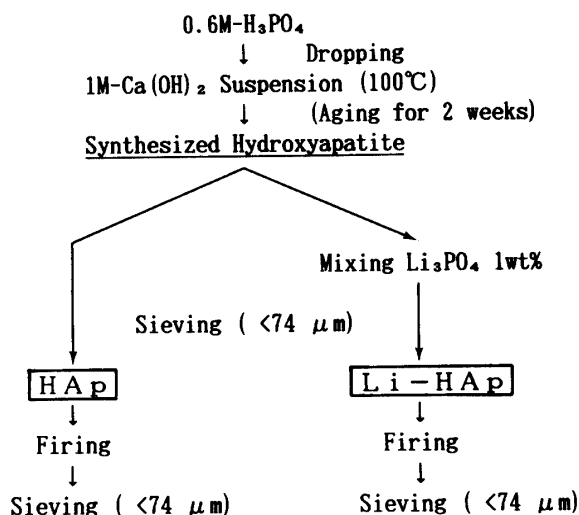 0.6M-H₃PO₄
↓ Dropping
1M-Ca(OH)₂ Suspension (100℃)
↓ (Aging for 2 weeks)
Synthesized Hydroxyapatite
Mixing Li₃PO₄ 1wt%
Sieving ( <74 μm)
HAp
Li-HAp
↓ ↓
Firing Firing
↓ ↓
Sieving ( <74 μm) Sieving ( <74 μm)